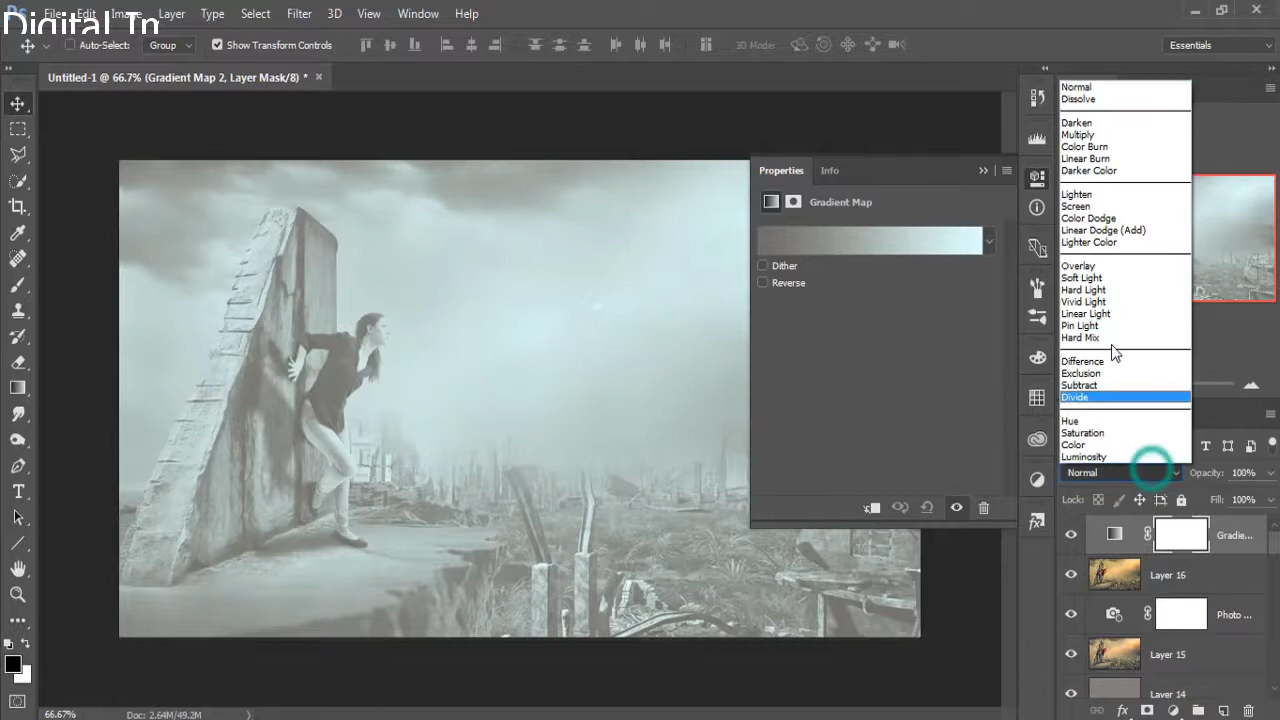 Ps File Edit Image Layer Type Select Filter 3D View Window Help
Digital
Auto-Select: Group Show Transform Controls 3D Mode: Essentials
Untitled-1 @ 66.7% (Gradient Map 2, Layer Mask/8) *
Properties Info
Gradient Map
Dither
Reverse
Normal
Dissolve
Darken
Multiply
Color Burn
Linear Burn
Darker Color
Lighten
Screen
Color Dodge
Linear Dodge (Add)
Lighter Color
Overlay
Soft Light
Hard Light
Vivid Light
Linear Light
Pin Light
Hard Mix
Difference
Exclusion
Subtract
Divide
Hue
Saturation
Color
Luminosity
Normal Opacity: 100%
Lock: Fill: 100%
Gradie...
Layer 16
Photo ...
Layer 15
Layer 14
66.67% Doc: 2.64M/49.2M